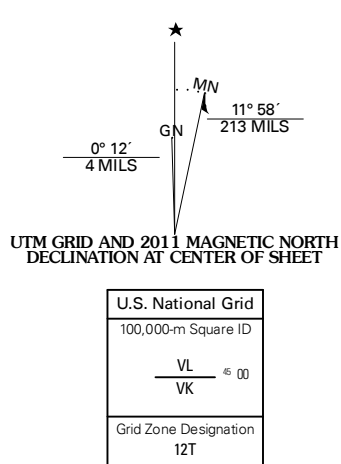 MN
GN
11° 58´
213 MILS
0° 12´
4 MILS
UTM GRID AND 2011 MAGNETIC NORTH
DECLINATION AT CENTER OF SHEET
U.S. National Grid
100,000-m Square ID
VL
45 00
VK
Grid Zone Designation
12T